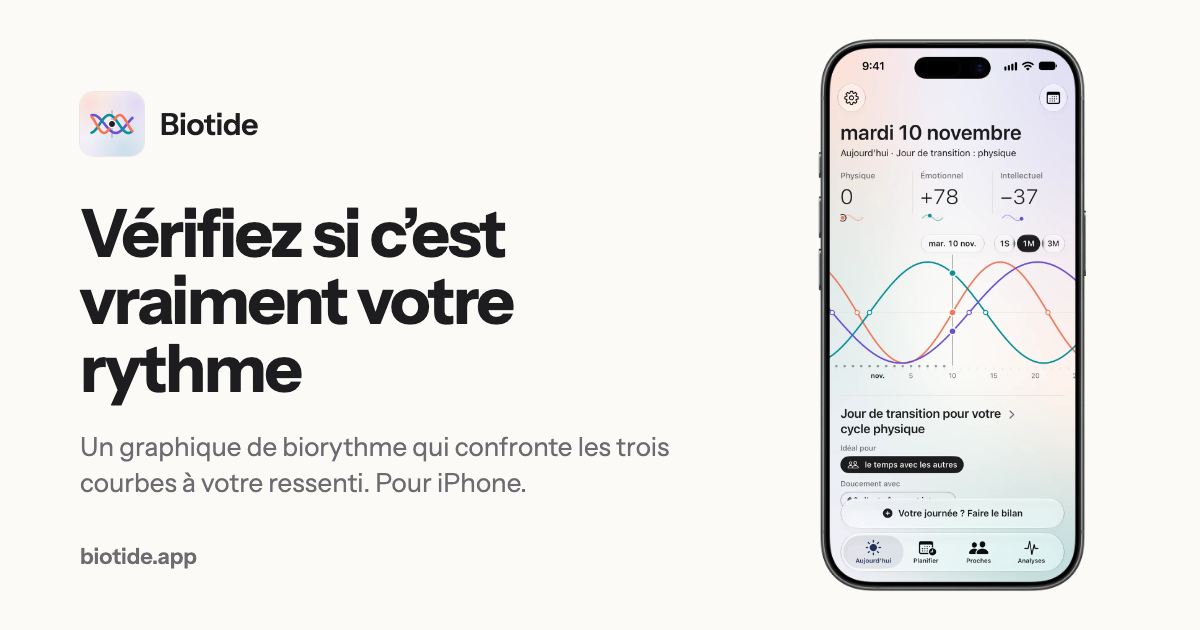 Biotide
Vérifiez si c’est
vraiment votre
rythme
Un graphique de biorythme qui confronte les trois
courbes à votre ressenti. Pour iPhone.
biotide.app
9:41
mardi 10 novembre
Aujourd'hui · Jour de transition : physique
Physique
Émotionnel
Intellectuel
0
+78
−37
mar. 10 nov.
1S
1M
3M
nov.
5
10
15
20
Jour de transition pour votre
cycle physique
Idéal pour
le temps avec les autres
Doucement avec
Votre journée ? Faire le bilan
Aujourd'hui
Planifier
Proches
Analyses